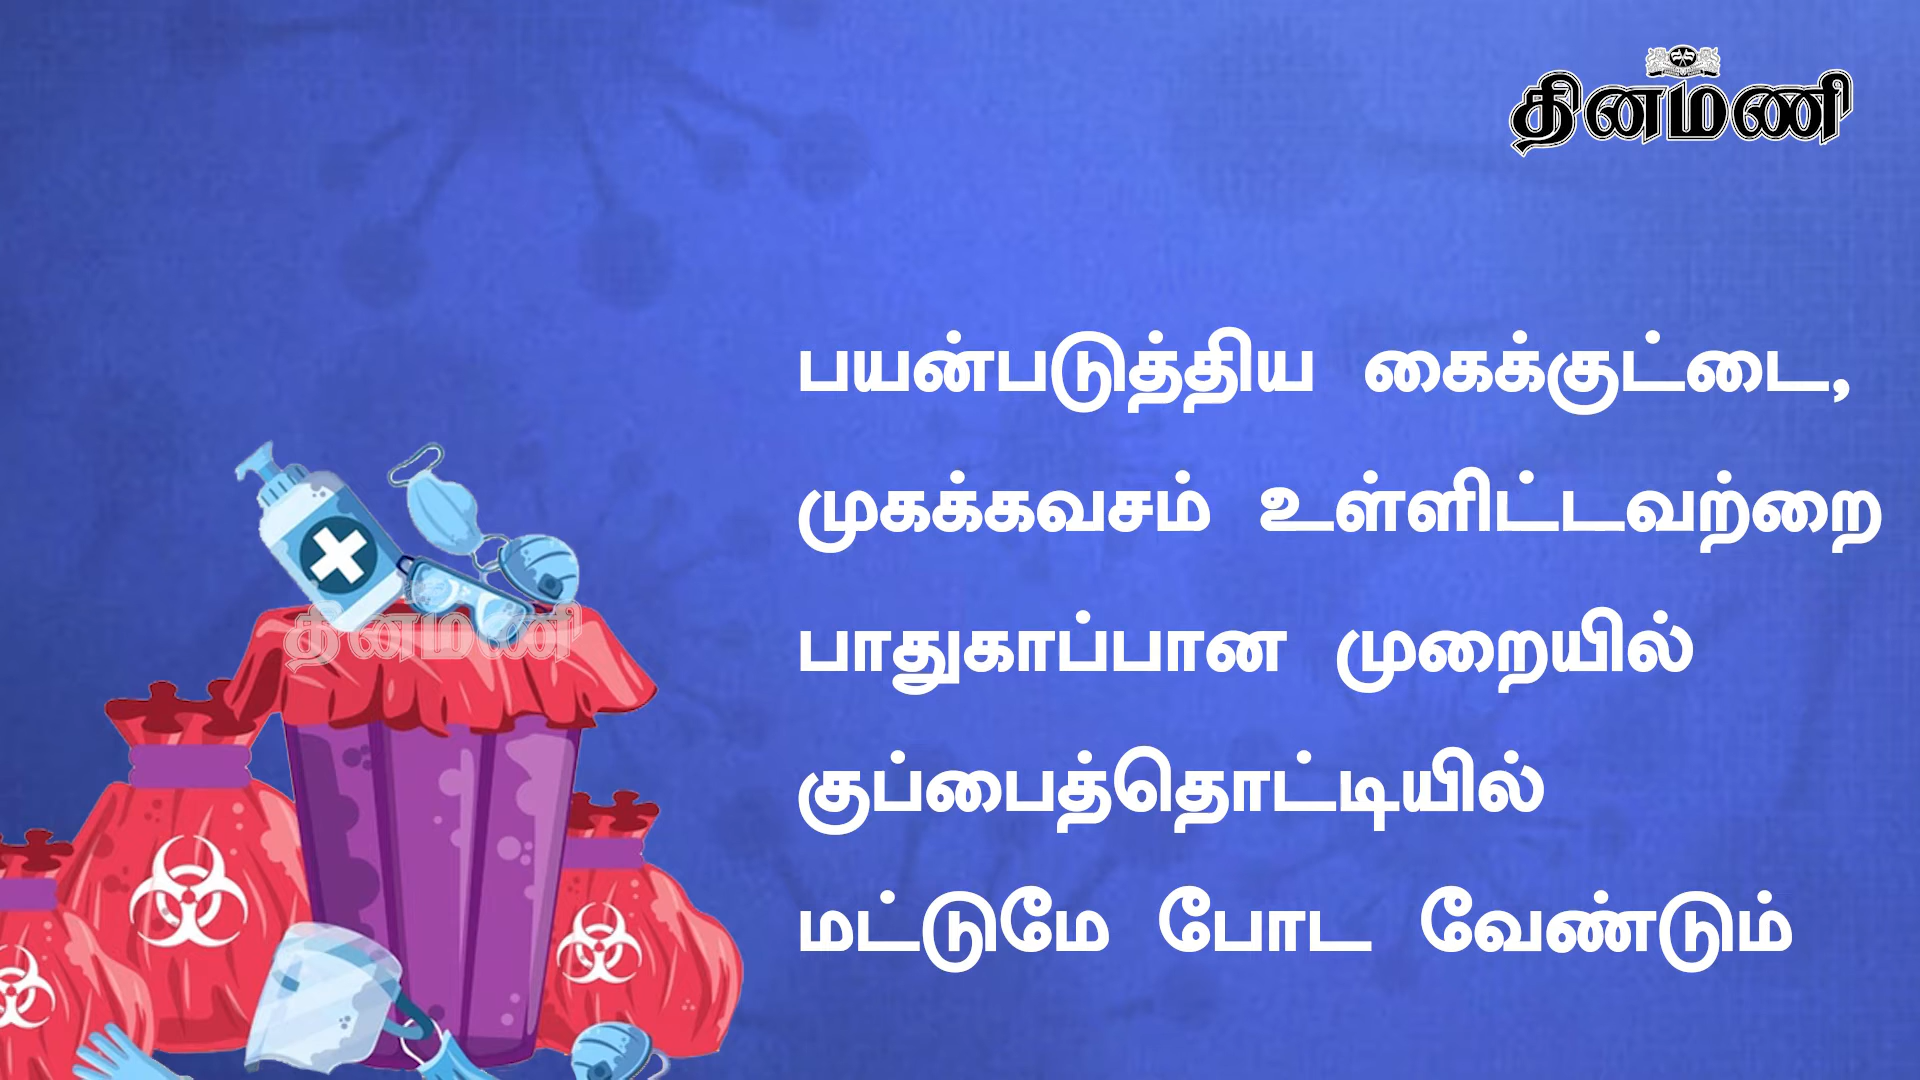 தினமணி
பயன்படுத்திய கைக்குட்டை,
முகக்கவசம் உள்ளிட்டவற்றை
பாதுகாப்பான முறையில்
குப்பைத்தொட்டியில்
மட்டுமே போட வேண்டும்
தினமணி